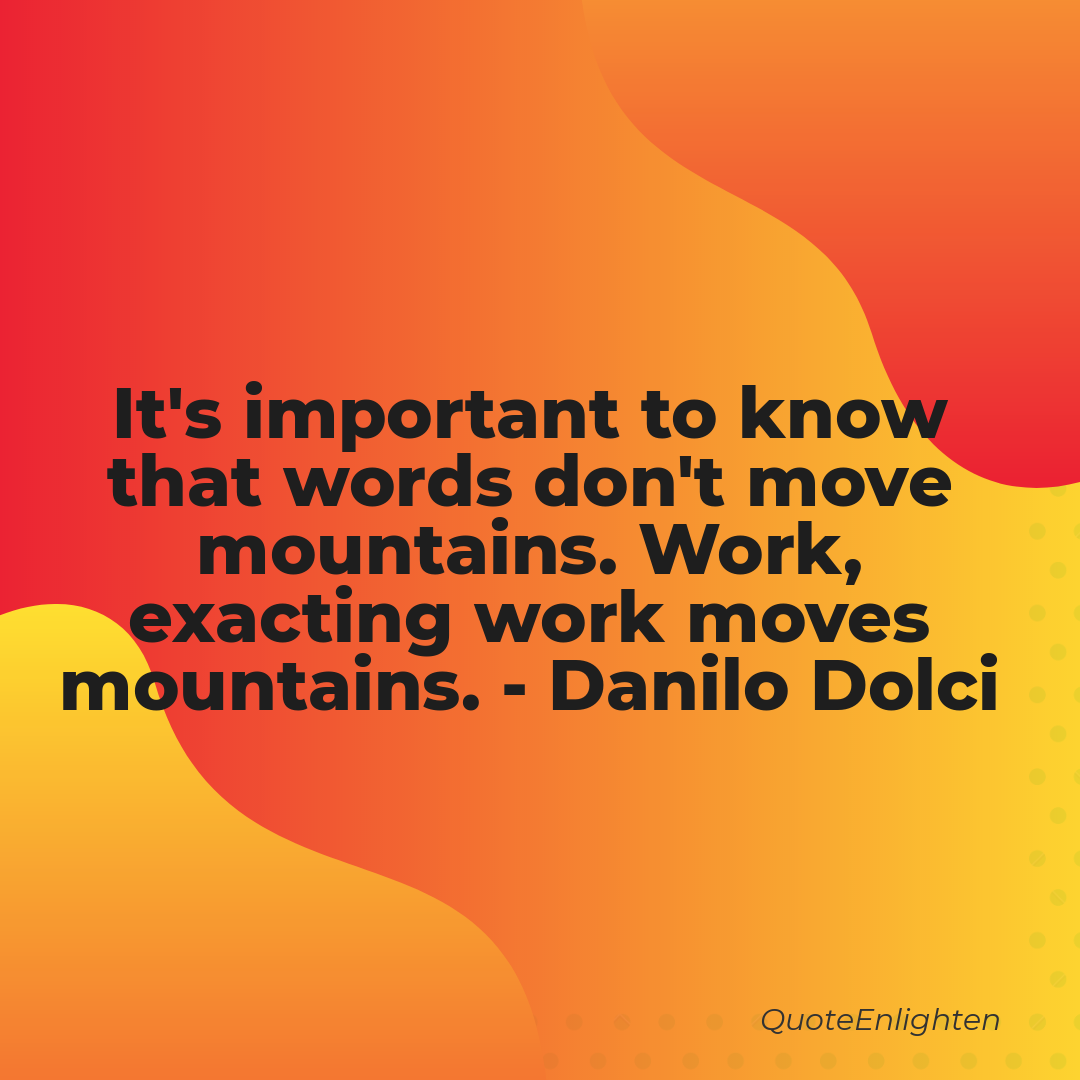 It's important to know
that words don't move
mountains. Work,
exacting work moves
mountains. - Danilo Dolci
QuoteEnlighten